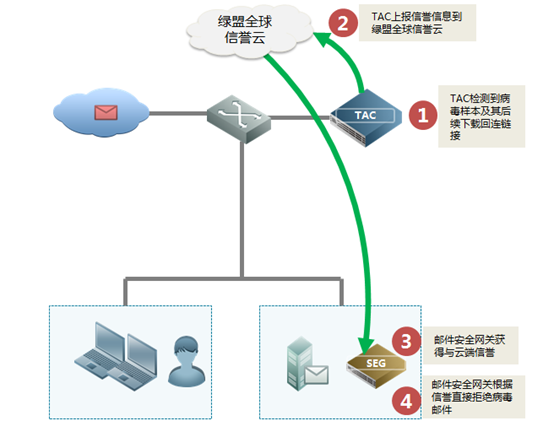 绿盟全球
信誉云
2
TAC上报信誉信息到
绿盟全球信誉云
TAC
1
TAC检测到病
毒样本及其后
续下载回连链
接
3
邮件安全网关获
得与云端信誉
SEG
4
邮件安全网关根据
信誉直接拒绝病毒
邮件